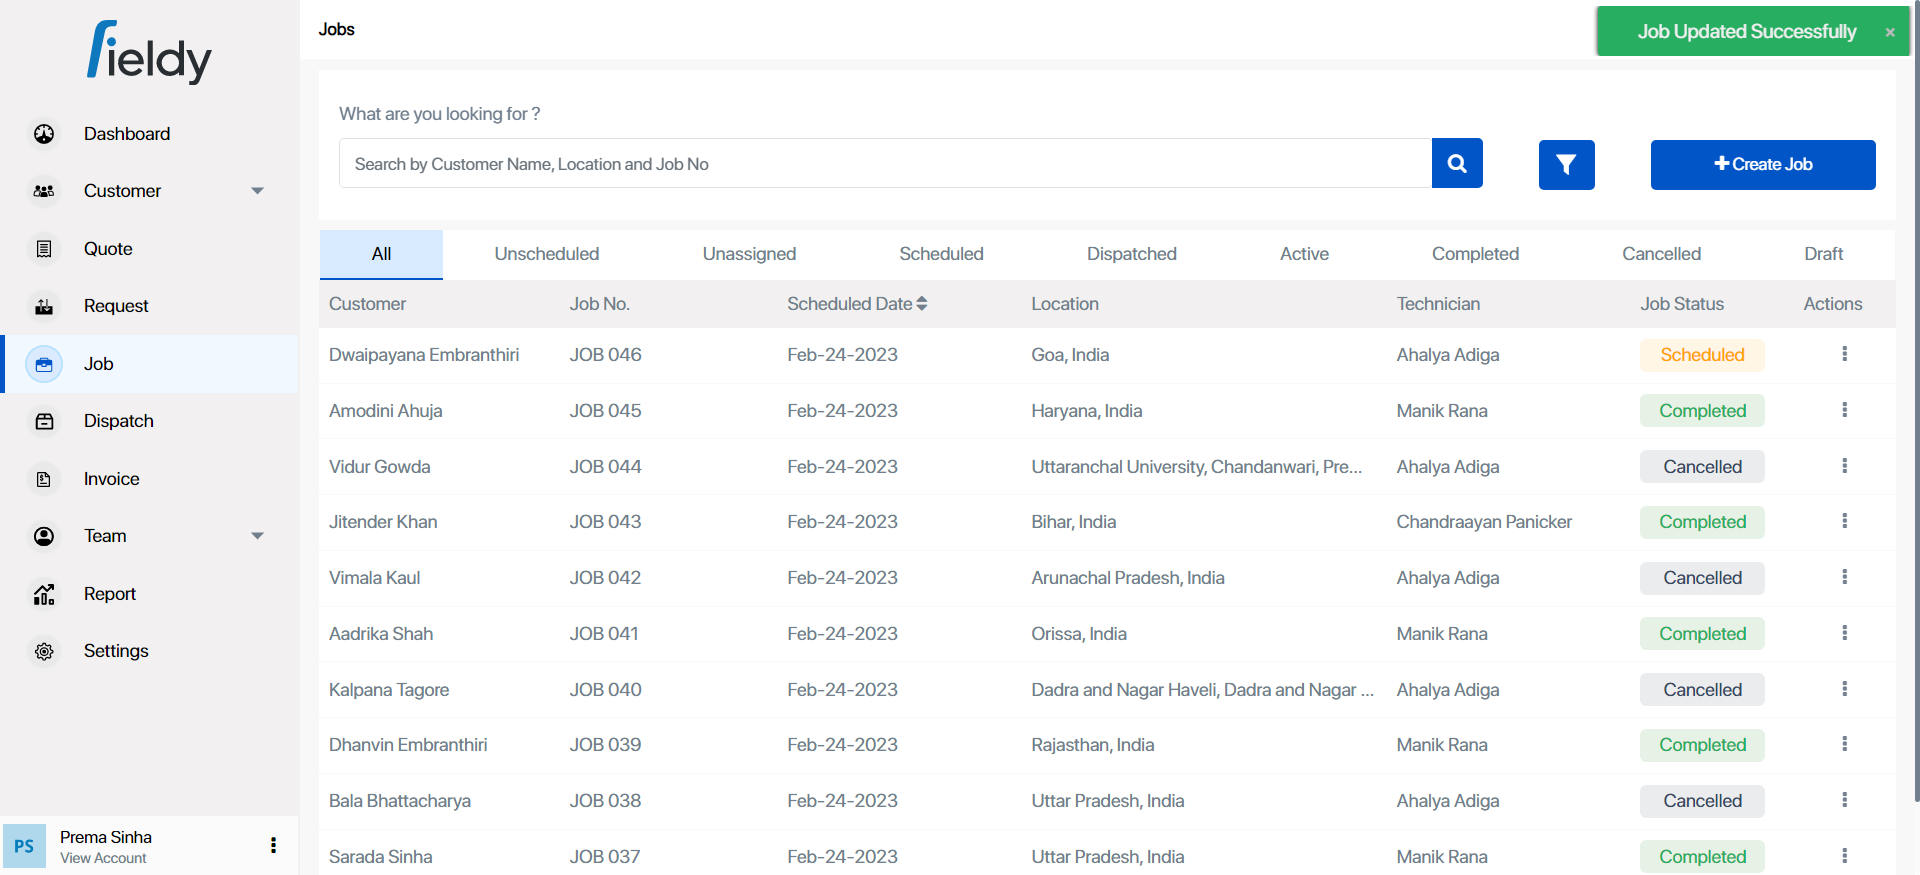 fieldy
Jobs
Job Updated Successfully ×
Dashboard
Customer
Quote
Request
Job
Dispatch
Invoice
Team
Report
Settings
PS
Prema Sinha
View Account
What are you looking for ?
Search by Customer Name, Location and Job No
Create Job
All Unscheduled Unassigned Scheduled Dispatched Active Completed Cancelled Draft
Customer Job No. Scheduled Date Location Technician Job Status Actions
Dwaipayana Embranthiri JOB 046 Feb-24-2023 Goa, India Ahalya Adiga Scheduled
Amodini Ahuja JOB 045 Feb-24-2023 Haryana, India Manik Rana Completed
Vidur Gowda JOB 044 Feb-24-2023 Uttaranchal University, Chandanwari, Pre... Ahalya Adiga Cancelled
Jitender Khan JOB 043 Feb-24-2023 Bihar, India Chandraayan Panicker Completed
Vimala Kaul JOB 042 Feb-24-2023 Arunachal Pradesh, India Ahalya Adiga Cancelled
Aadrika Shah JOB 041 Feb-24-2023 Orissa, India Manik Rana Completed
Kalpana Tagore JOB 040 Feb-24-2023 Dadra and Nagar Haveli, Dadra and Nagar ... Ahalya Adiga Cancelled
Dhanvin Embranthiri JOB 039 Feb-24-2023 Rajasthan, India Manik Rana Completed
Bala Bhattacharya JOB 038 Feb-24-2023 Uttar Pradesh, India Ahalya Adiga Cancelled
Sarada Sinha JOB 037 Feb-24-2023 Uttar Pradesh, India Manik Rana Completed